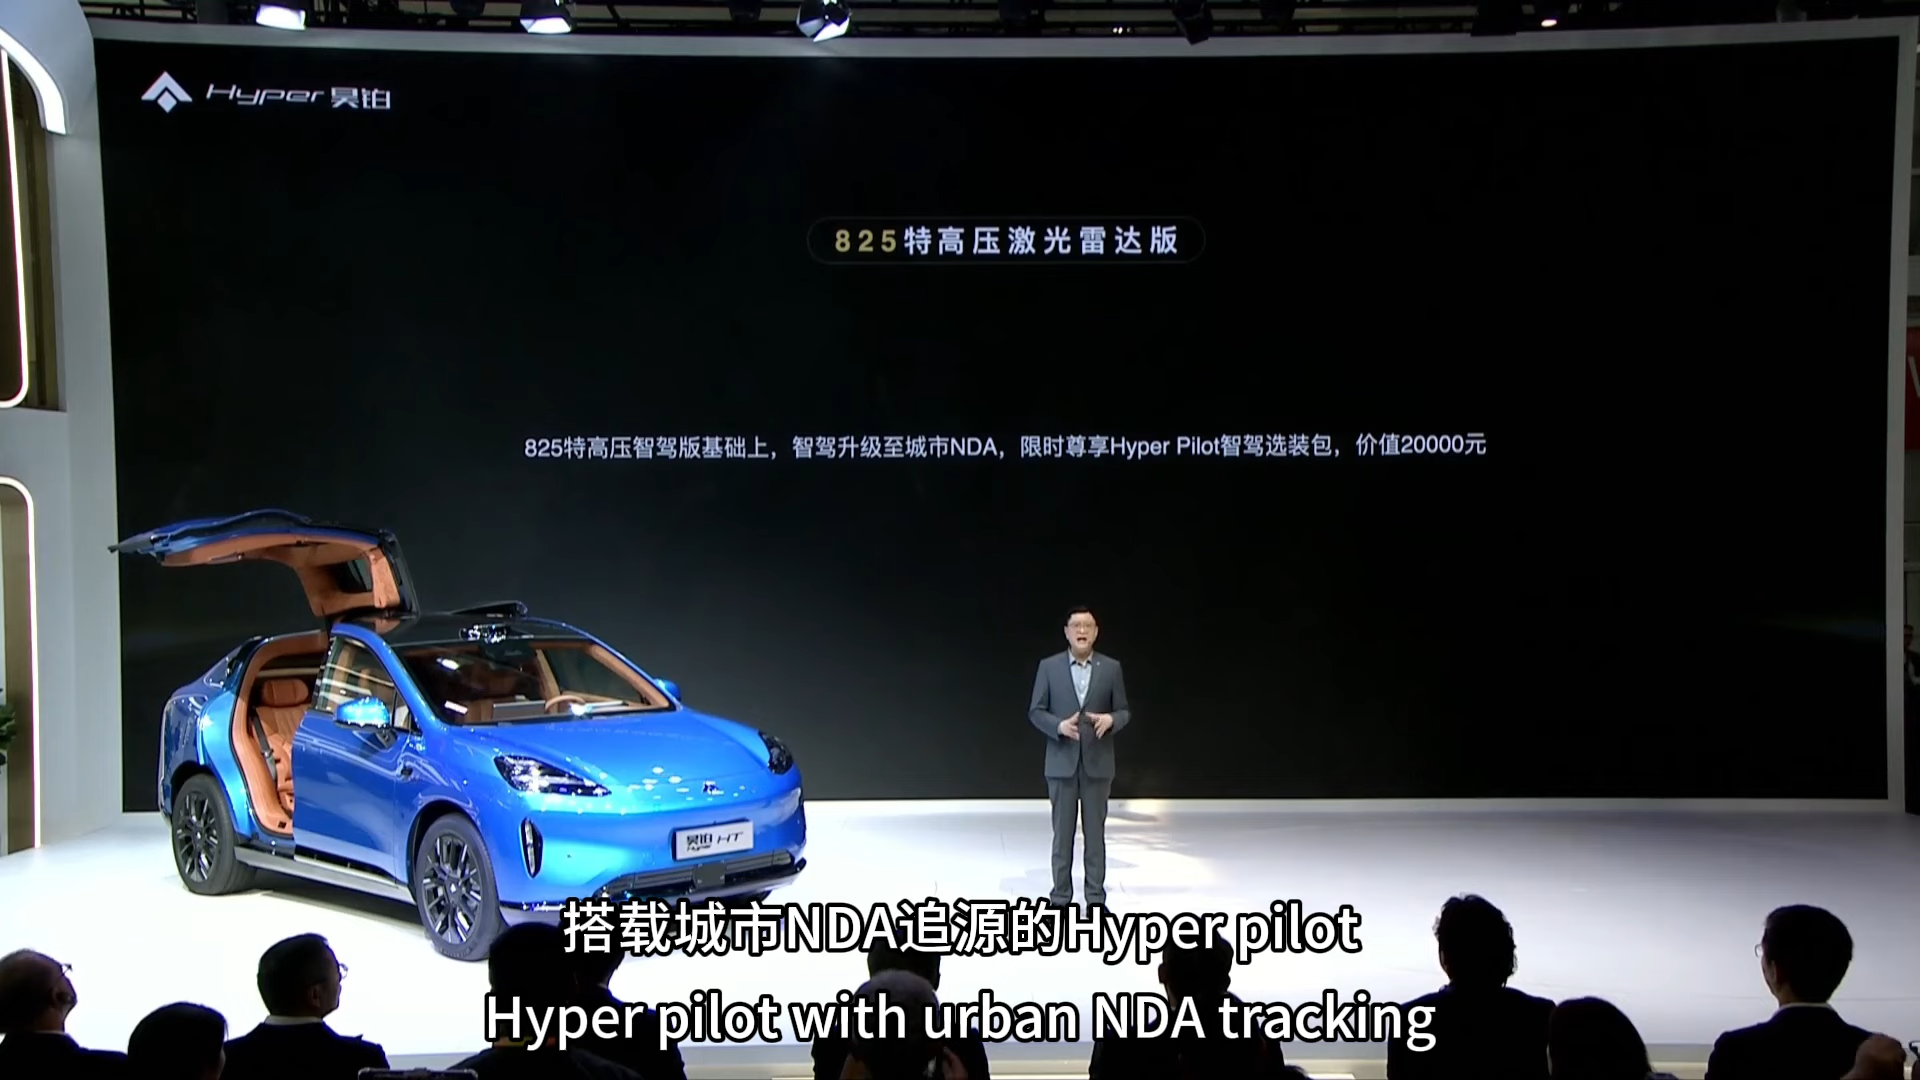 Hyper 昊铂
825特高压激光雷达版
825特高压智驾版基础上，智驾升级至城市NDA，限时尊享Hyper Pilot智驾选装包，价值20000元
昊铂 HT
Hyper
搭载城市NDA追源的Hyper pilot
Hyper pilot with urban NDA tracking